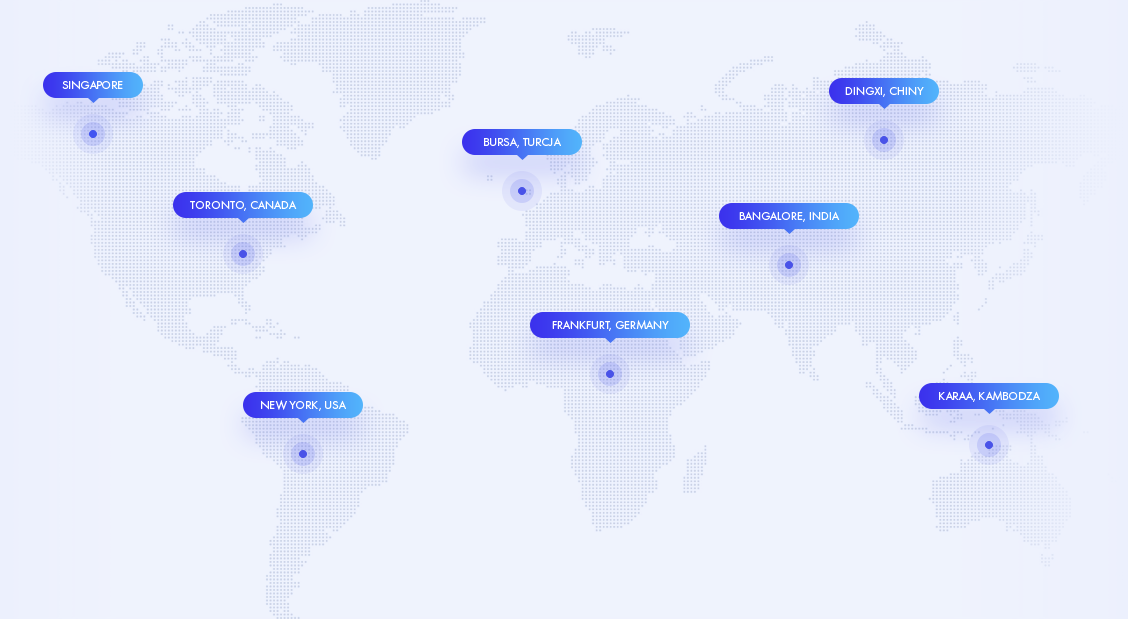 SINGAPORE
DINGXI, CHINY
BURSA, TURCJA
TORONTO, CANADA
BANGALORE, INDIA
FRANKFURT, GERMANY
KARAA, KAMBODZA
NEW YORK, USA